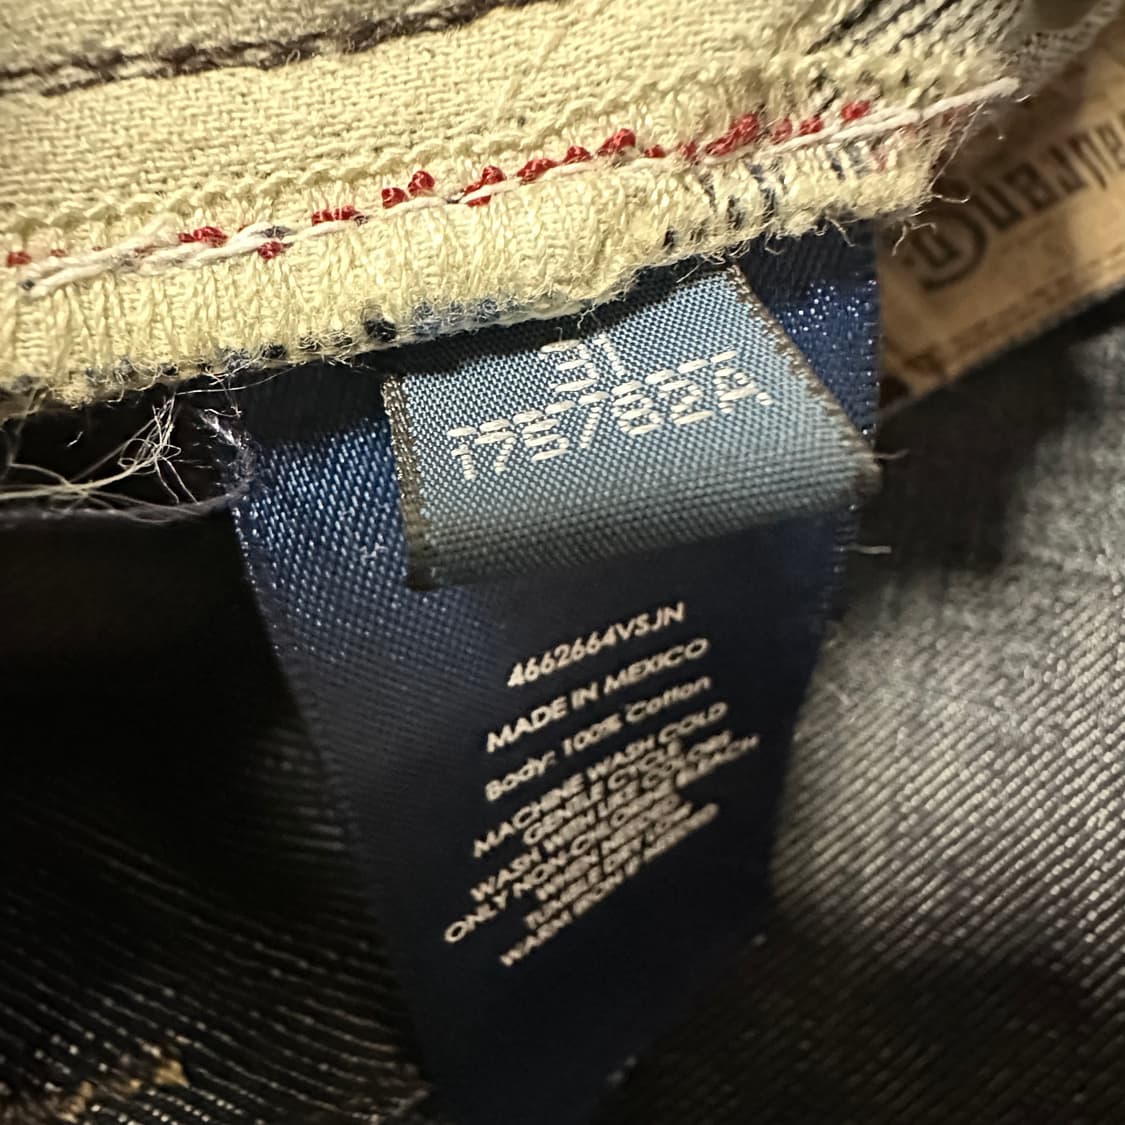 31
175/82A
4662664VSJN
MADE IN MEXICO
Body: 100% Cotton
MACHINE WASH COLD
GENTLE CYCLE
WASH WITH LIKE COLORS
ONLY NON-CHLORINE BLEACH
WHEN NEEDED
TUMBLE DRY LOW
WARM IRON IF NEEDED